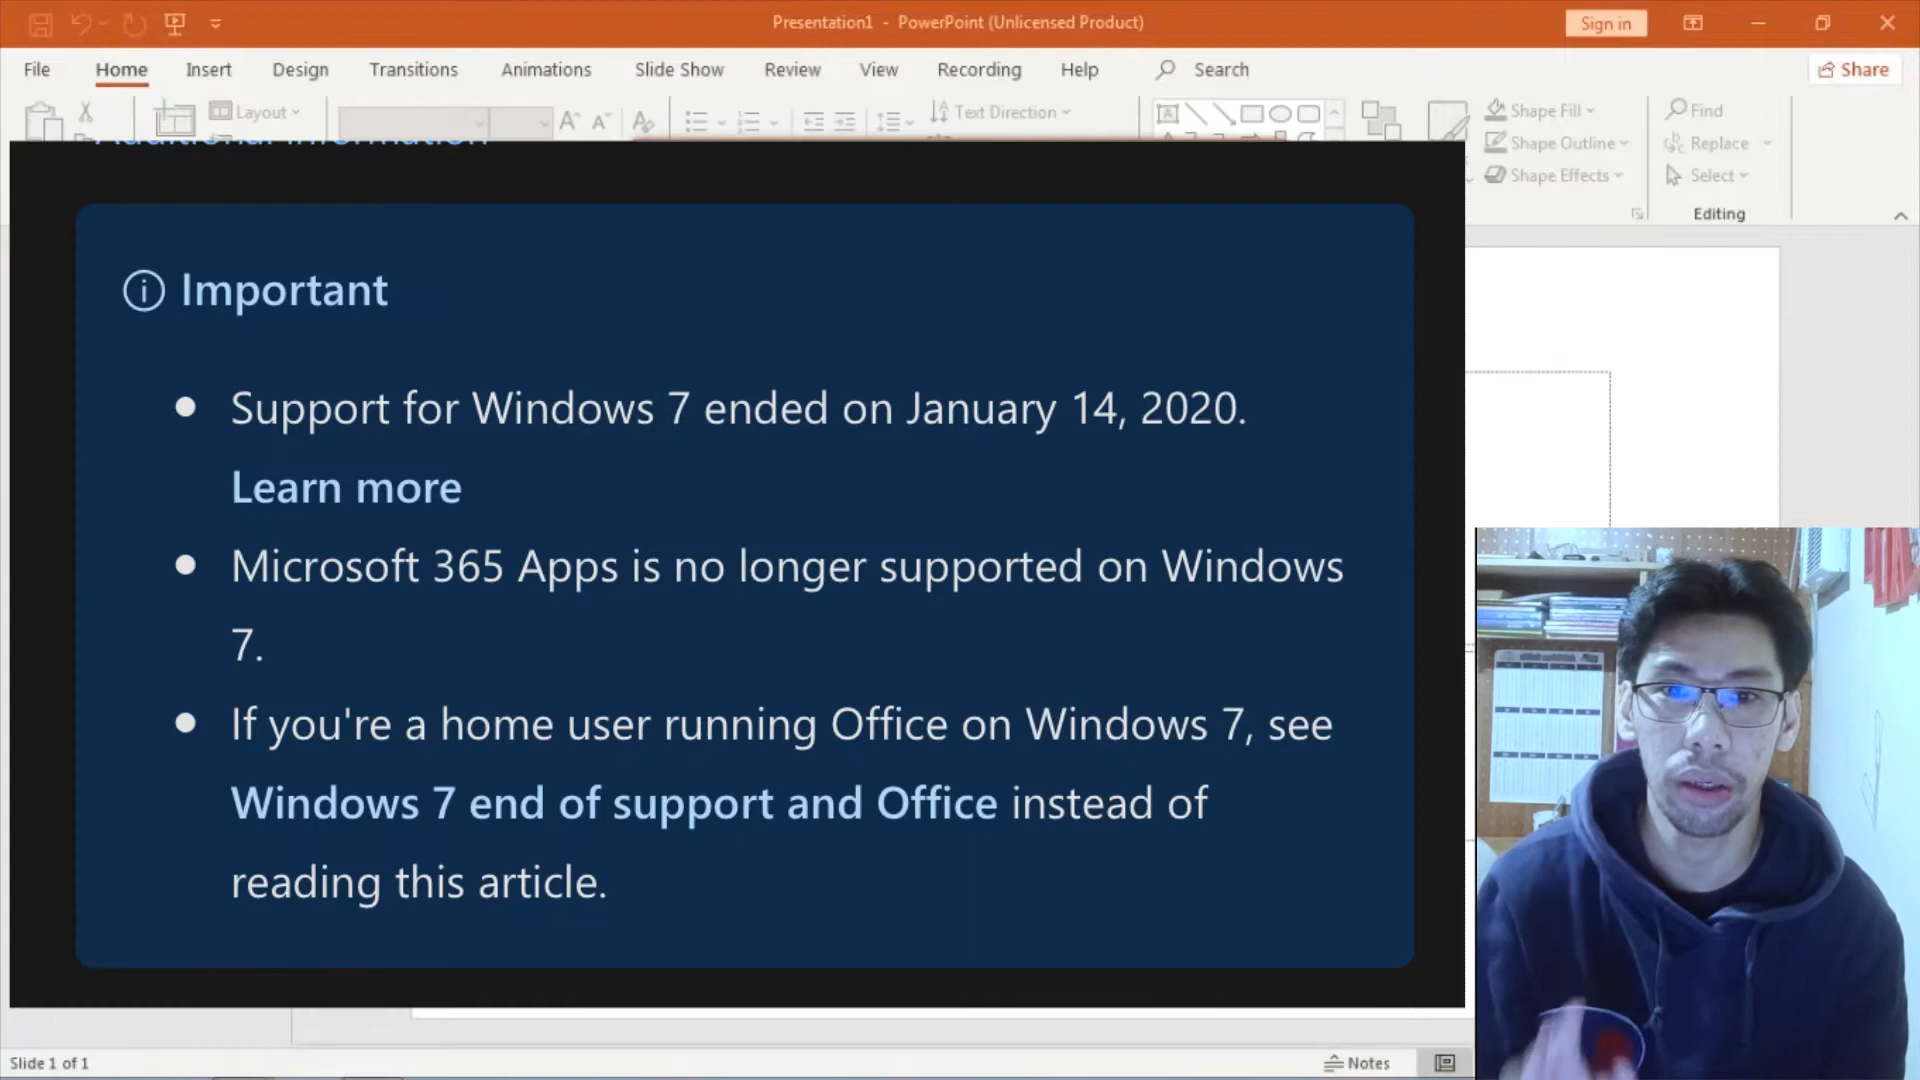 Presentation1 - PowerPoint (Unlicensed Product)
Sign in
File Home Insert Design Transitions Animations Slide Show Review View Recording Help Search Share
Layout
Text Direction
Shape Fill
Find
Shape Outline
Replace
Shape Effects
Select
Editing
Additional information
Important
Support for Windows 7 ended on January 14, 2020.
Learn more
Microsoft 365 Apps is no longer supported on Windows
7.
If you're a home user running Office on Windows 7, see
Windows 7 end of support and Office instead of
reading this article.
Slide 1 of 1
Notes